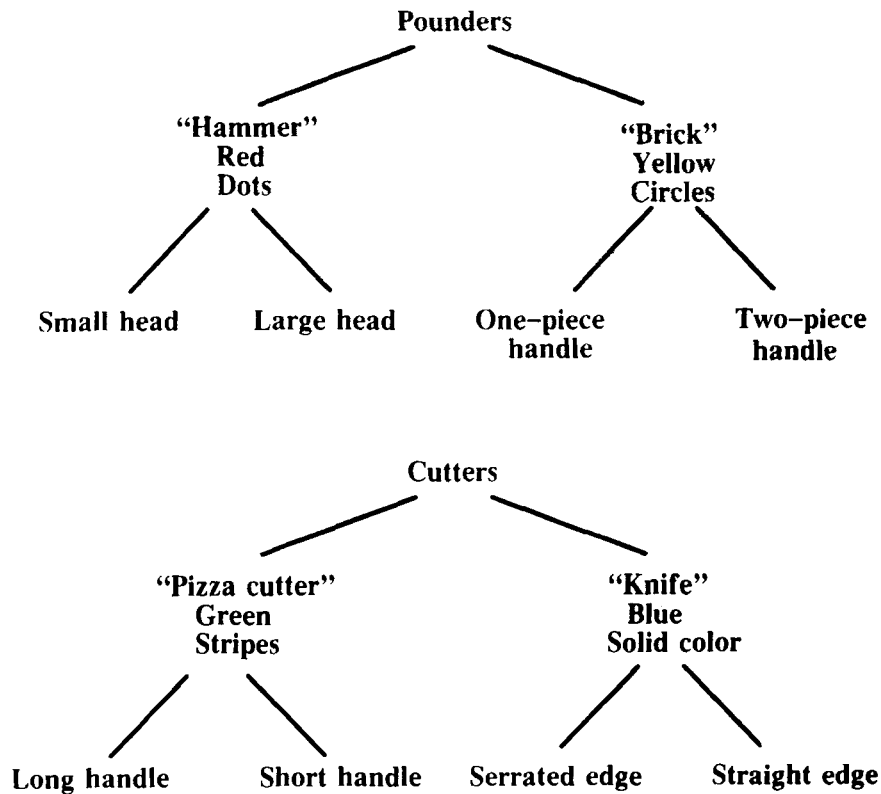 Pounders
“Hammer”
Red
Dots
“Brick”
Yellow
Circles
Small head
Large head
One-piece
handle
Two-piece
handle
Cutters
“Pizza cutter”
Green
Stripes
“Knife”
Blue
Solid color
Long handle
Short handle
Serrated edge
Straight edge